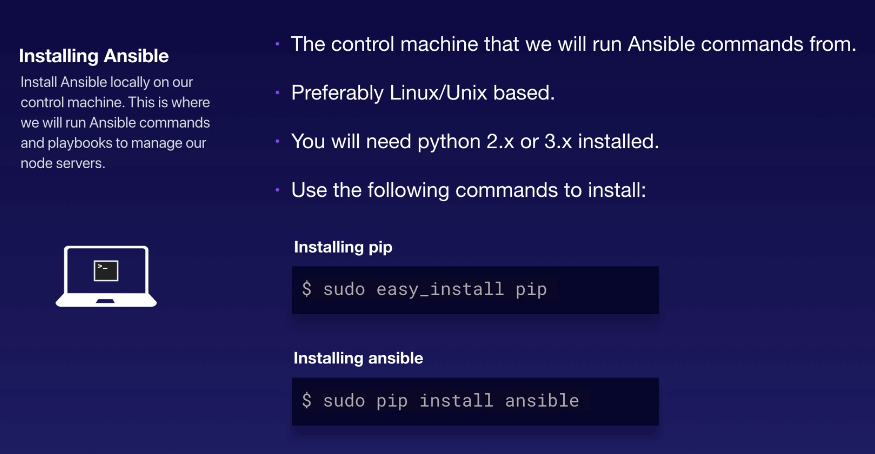 Installing Ansible
Install Ansible locally on our
control machine. This is where
we will run Ansible commands
and playbooks to manage our
node servers.
>_
• The control machine that we will run Ansible commands from.
• Preferably Linux/Unix based.
• You will need python 2.x or 3.x installed.
• Use the following commands to install:
Installing pip
$ sudo easy_install pip
Installing ansible
$ sudo pip install ansible